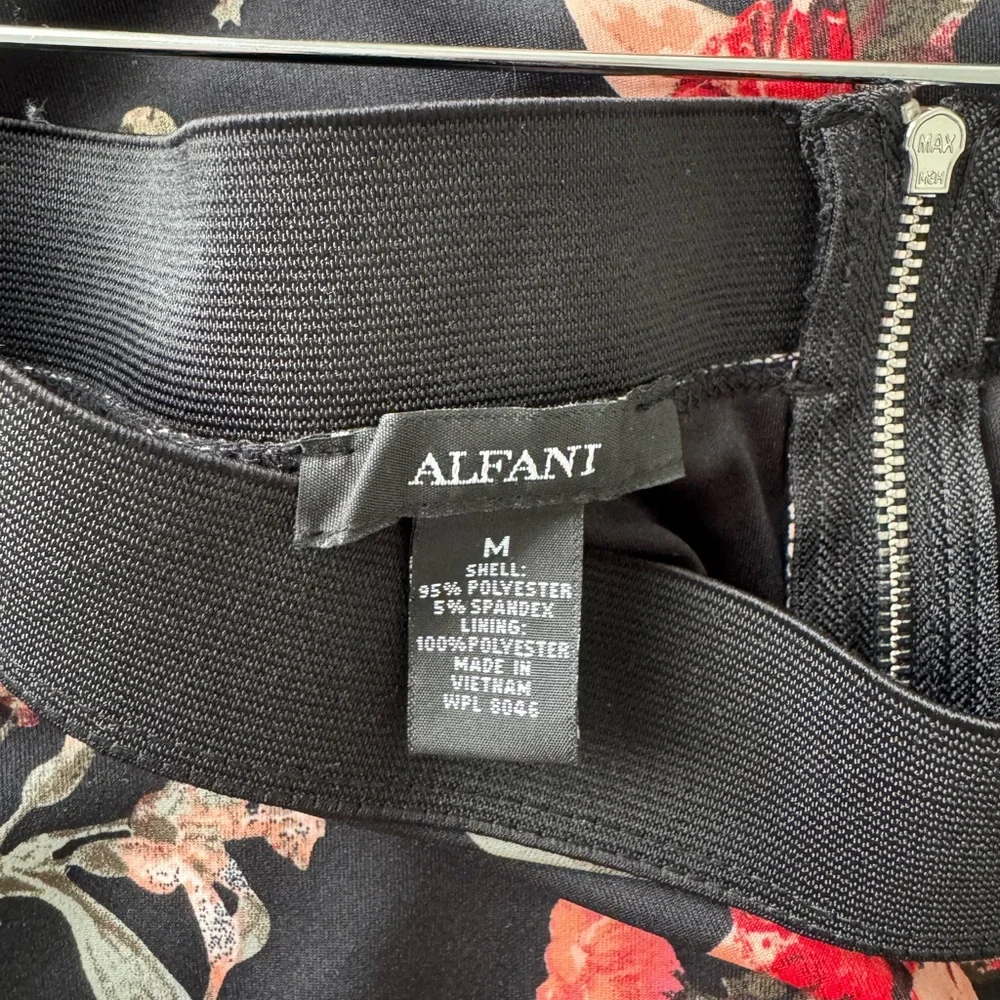 MAX
ALFANI
M
SHELL:
95% POLYESTER
5% SPANDEX
LINING:
100% POLYESTER
MADE IN
VIETNAM
WPL 8046